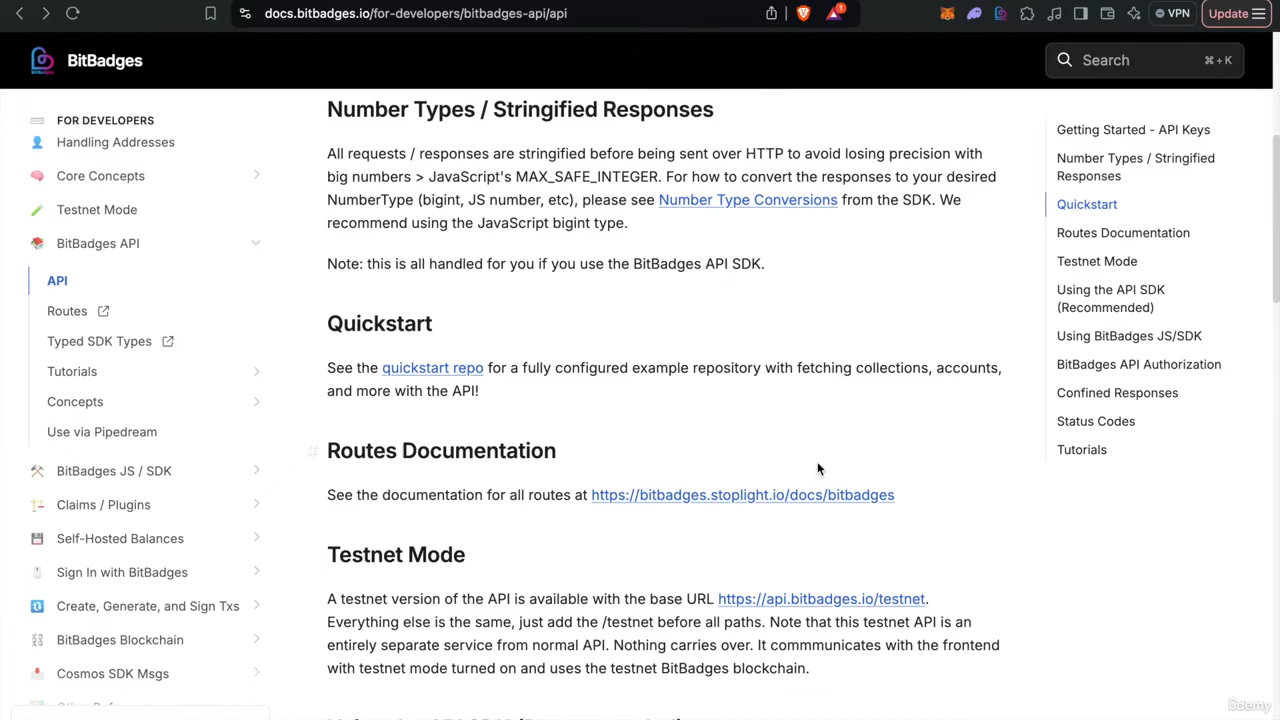 docs.bitbadges.io/for-developers/bitbadges-api/api
1
VPN
Update
BitBadges
Search
⌘ + K
FOR DEVELOPERS
Handling Addresses
Core Concepts
Testnet Mode
BitBadges API
API
Routes
Typed SDK Types
Tutorials
Concepts
Use via Pipedream
BitBadges JS / SDK
Claims / Plugins
Self-Hosted Balances
Sign In with BitBadges
Create, Generate, and Sign Txs
BitBadges Blockchain
Cosmos SDK Msgs
Number Types / Stringified Responses
All requests / responses are stringified before being sent over HTTP to avoid losing precision with
big numbers > JavaScript's MAX_SAFE_INTEGER. For how to convert the responses to your desired
NumberType (bigint, JS number, etc), please see Number Type Conversions from the SDK. We
recommend using the JavaScript bigint type.
Note: this is all handled for you if you use the BitBadges API SDK.
Quickstart
See the quickstart repo for a fully configured example repository with fetching collections, accounts,
and more with the API!
# Routes Documentation
See the documentation for all routes at https://bitbadges.stoplight.io/docs/bitbadges
Testnet Mode
A testnet version of the API is available with the base URL https://api.bitbadges.io/testnet.
Everything else is the same, just add the /testnet before all paths. Note that this testnet API is an
entirely separate service from normal API. Nothing carries over. It commmunicates with the frontend
with testnet mode turned on and uses the testnet BitBadges blockchain.
Getting Started - API Keys
Number Types / Stringified
Responses
Quickstart
Routes Documentation
Testnet Mode
Using the API SDK
(Recommended)
Using BitBadges JS/SDK
BitBadges API Authorization
Confined Responses
Status Codes
Tutorials
ûdemy